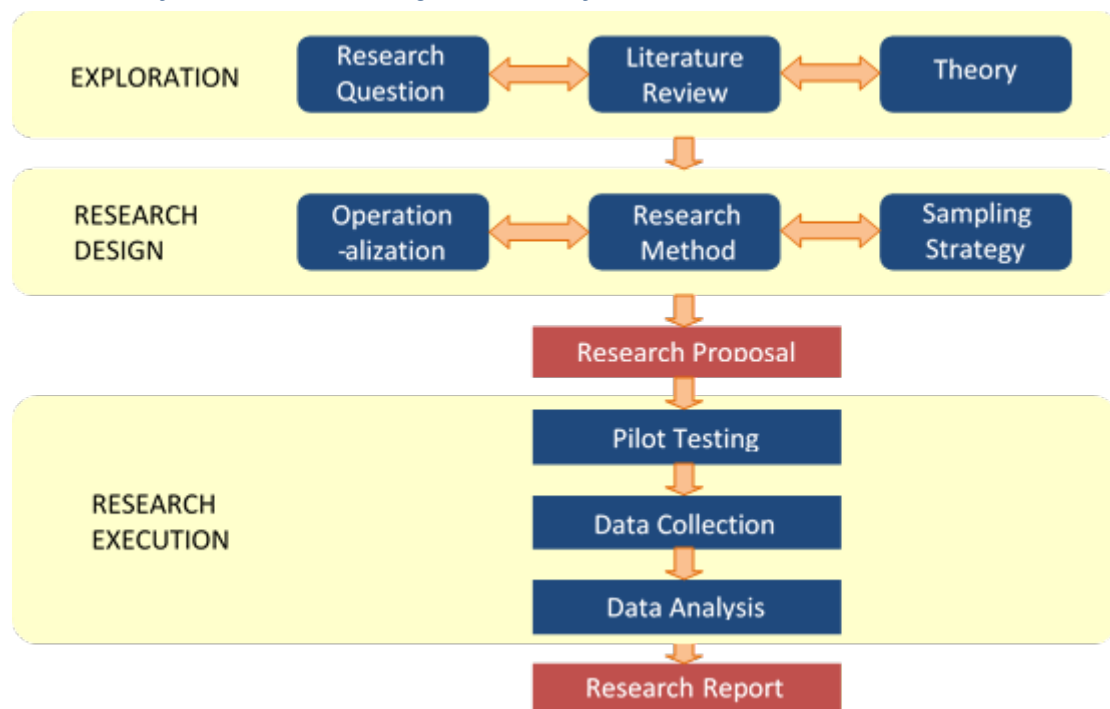 EXPLORATION
Research
Question
Literature
Review
Theory
RESEARCH
DESIGN
Operation
-alization
Research
Method
Sampling
Strategy
Research Proposal
Pilot Testing
RESEARCH
EXECUTION
Data Collection
Data Analysis
Research Report